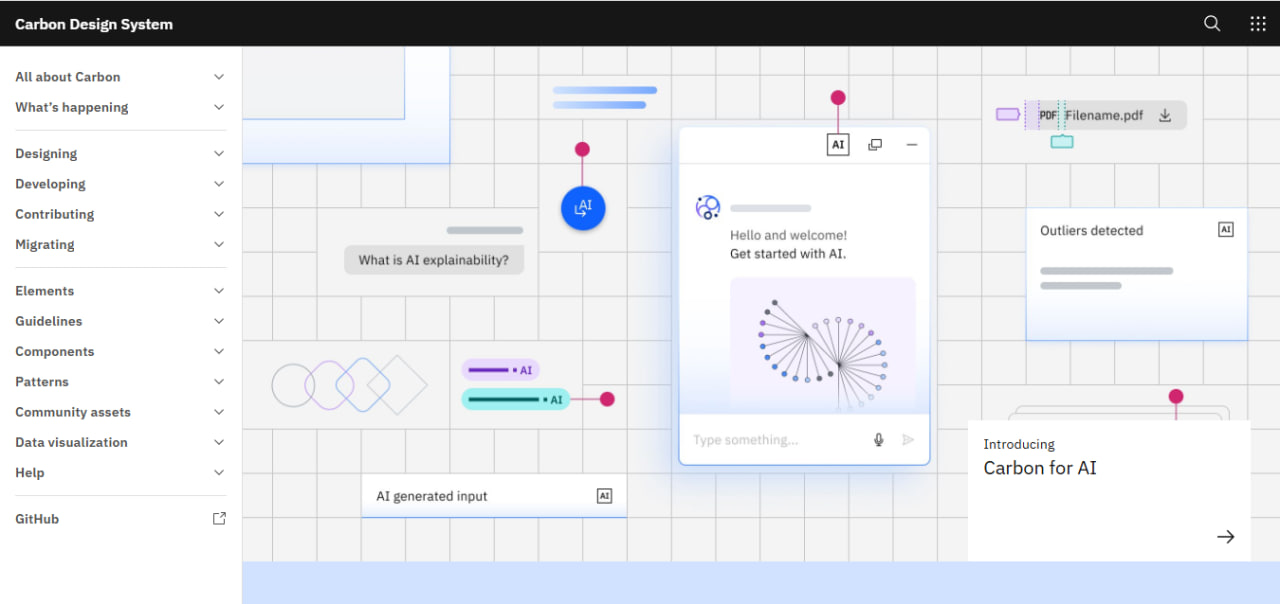 Carbon Design System
All about Carbon
What's happening
Designing
Developing
Contributing
Migrating
Elements
Guidelines
Components
Patterns
Community assets
Data visualization
Help
GitHub
AI
What is AI explainability?
AI
AI
AI generated input
AI
AI
Hello and welcome!
Get started with AI.
Type something...
PDF
Filename.pdf
Outliers detected
AI
Introducing
Carbon for AI